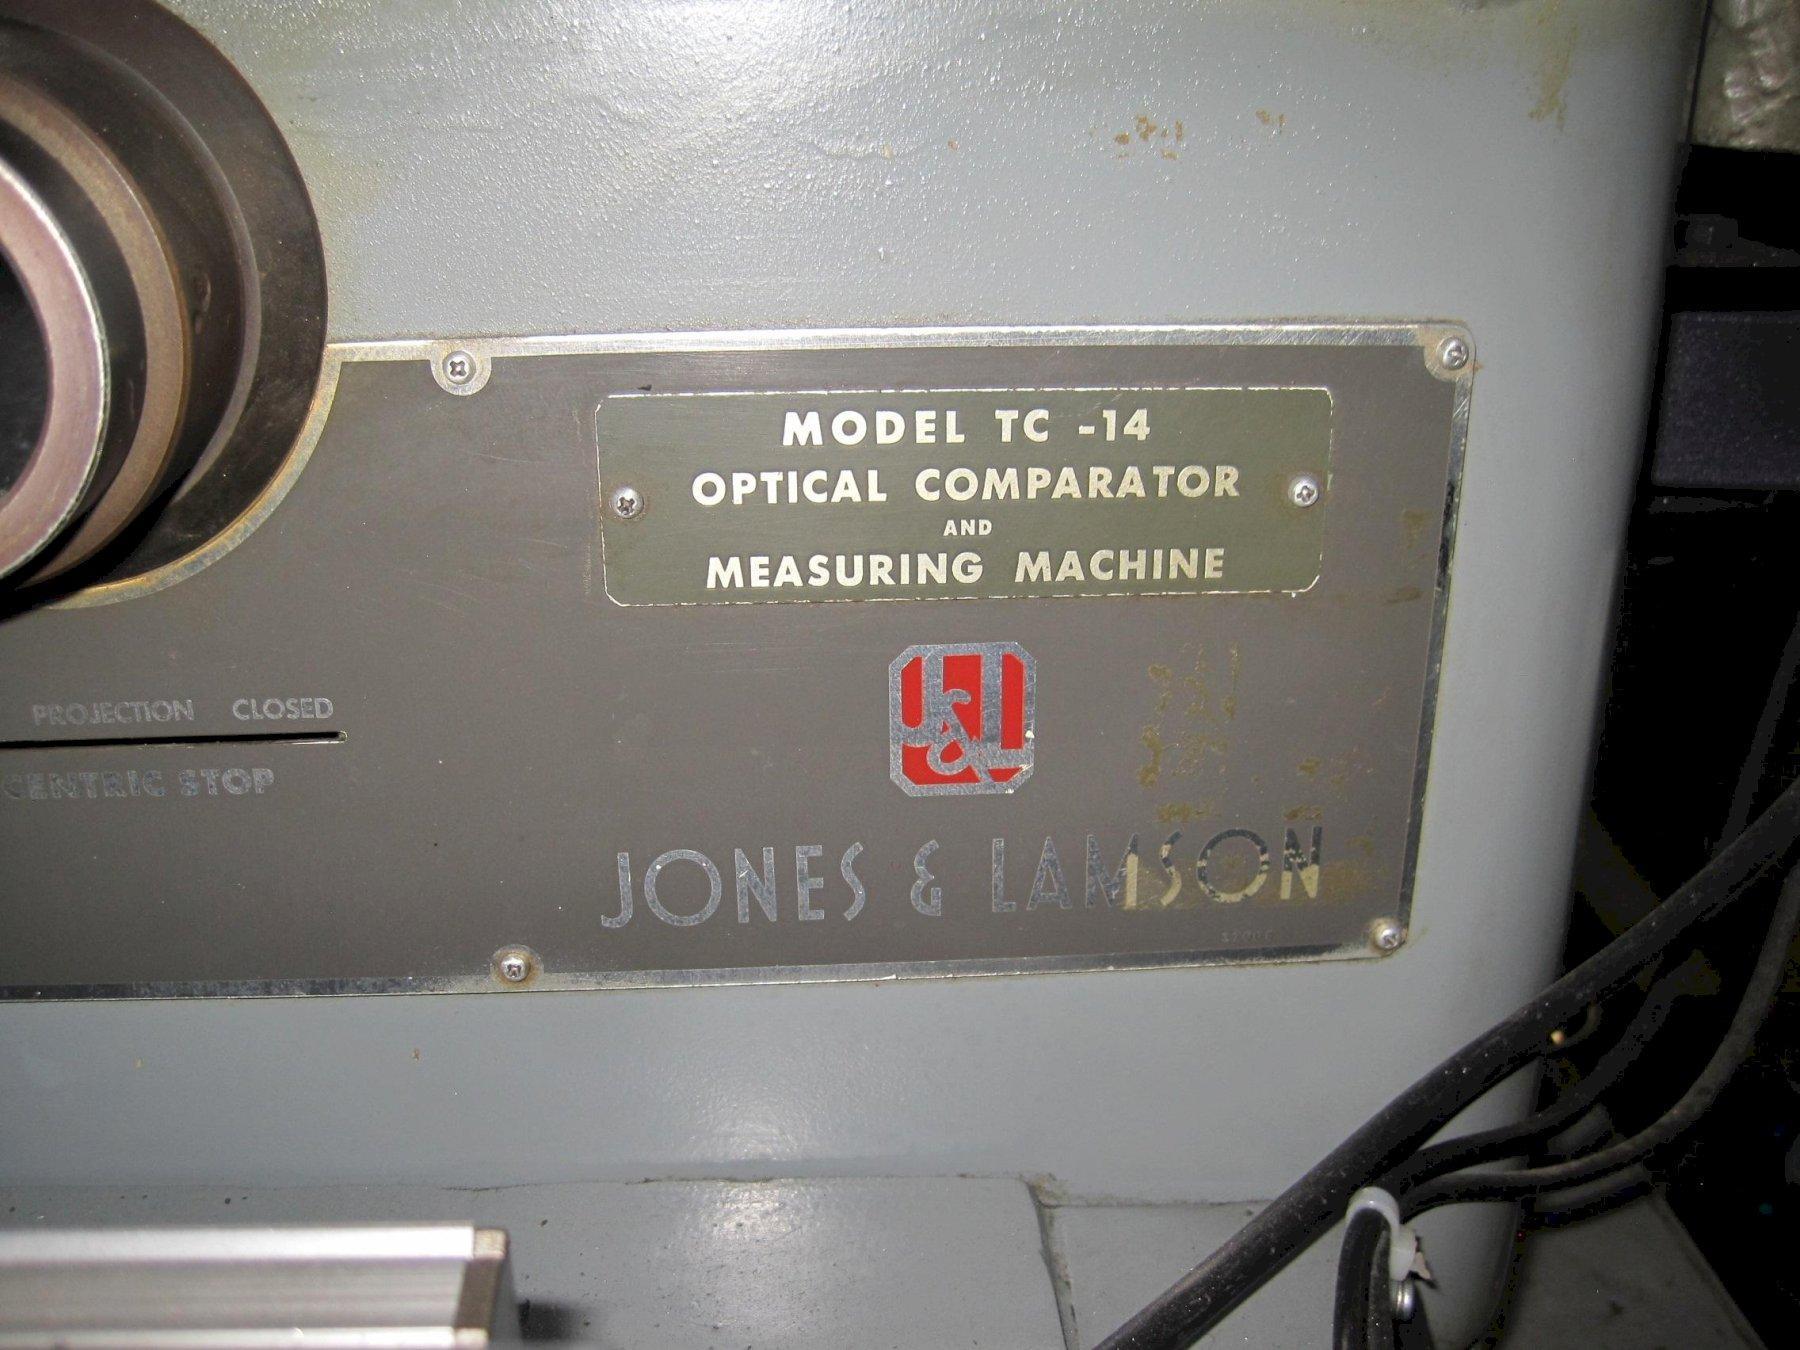 MODEL TC -14
OPTICAL COMPARATOR
AND
MEASURING MACHINE
PROJECTION CLOSED
CENTRIC STOP
J&L
JONES & LAMSON